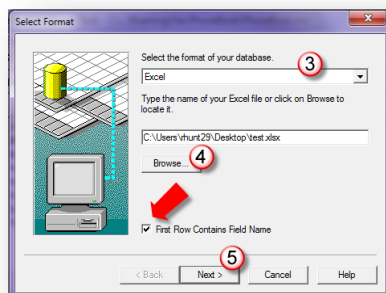 Select Format
Select the format of your database.
3
Excel
Type the name of your Excel file or click on Browse to
locate it.
C:\Users\rhunt29\Desktop\test.xlsx
Browse... 4
First Row Contains Field Name
5
< Back Next > Cancel Help